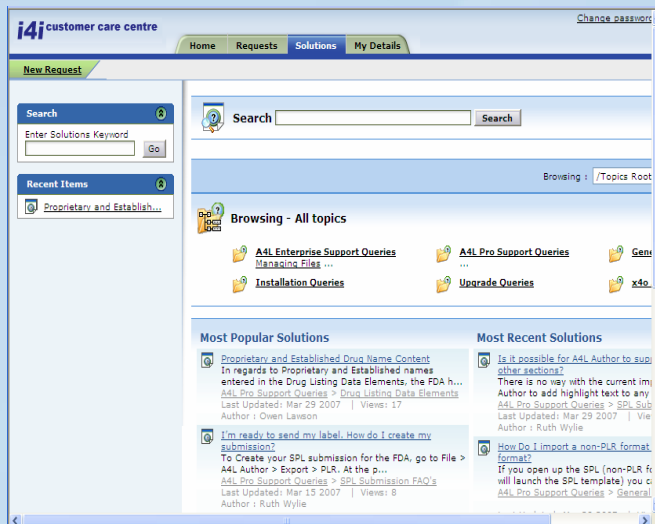 i4i customer care centre
Change password
Home Requests Solutions My Details
New Request
Search
Enter Solutions Keyword
Go
Recent Items
Proprietary and Establish...
Search Search
Browsing : /Topics Root
Browsing - All topics
A4L Enterprise Support Queries
Managing Files ...
A4L Pro Support Queries
...
Gene
Installation Queries
Upgrade Queries
x4o
Most Popular Solutions
Proprietary and Established Drug Name Content
In regards to Proprietary and Established names
entered in the Drug Listing Data Elements, the FDA h...
A4L Pro Support Queries > Drug Listing Data Elements
Last Updated: Mar 29 2007 | Views: 17
Author : Owen Lawson
I'm ready to send my label. How do I create my
submission?
To Create your SPL submission for the FDA, go to File >
A4L Author > Export > PLR. At the p...
A4L Pro Support Queries > SPL Submission FAQ's
Last Updated: Mar 15 2007 | Views: 8
Author : Ruth Wylie
Most Recent Solutions
Is it possible for A4L Author to supp
other sections?
There is no way with the current im
Author to add highlight text to any
A4L Pro Support Queries > SPL Sub
Last Updated: Mar 29 2007 | Vie
Author : Ruth Wylie
How Do I import a non-PLR format
format?
If you open up the SPL (non-PLR fo
will launch the SPL template) you ca
A4L Pro Support Queries > General